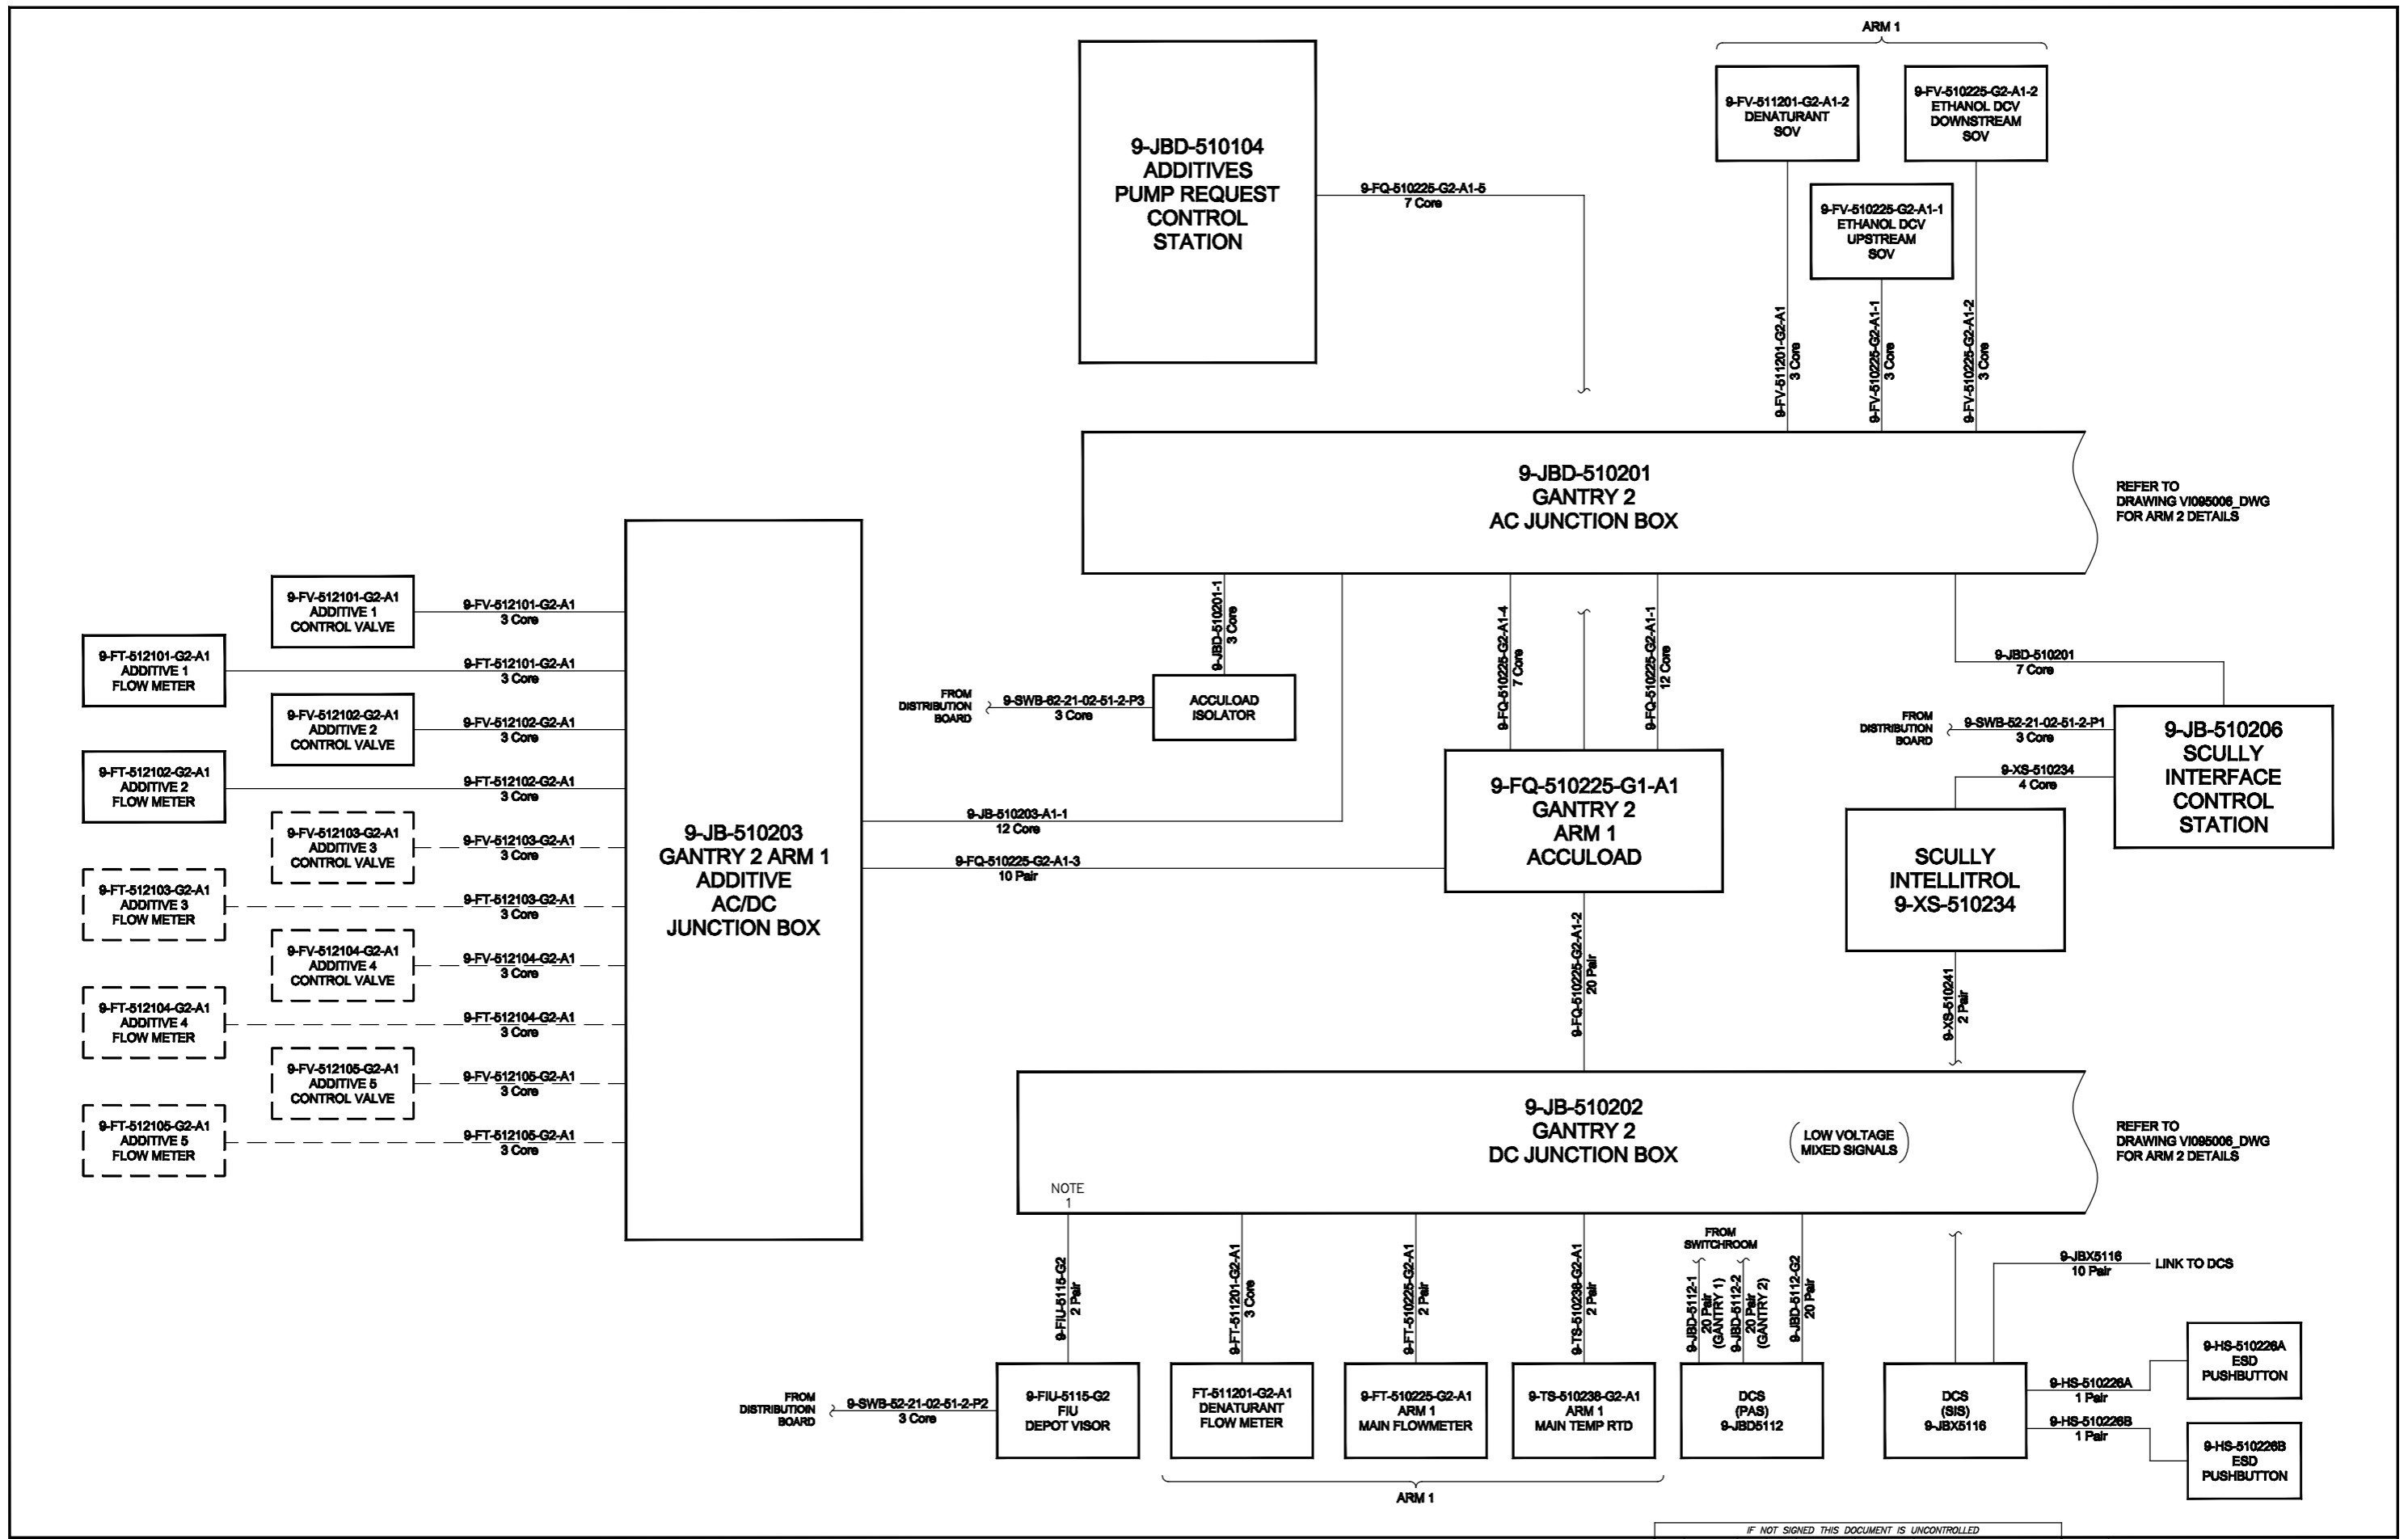 ARM 1
9-JBD-510104
ADDITIVES
PUMP REQUEST
CONTROL
STATION
9-FQ-510225-G2-A1-5
7 Core
9-FV-511201-G2-A1-2
DENATURANT
SOV
9-FV-510225-G2-A1-2
ETHANOL DCV
DOWNSTREAM
SOV
9-FV-510225-G2-A1-1
ETHANOL DCV
UPSTREAM
SOV
9-FV-511201-G2-A1
3 Core
9-FV-510225-G2-A1-1
3 Core
9-FV-510225-G2-A1-2
3 Core
9-JBD-510201
GANTRY 2
AC JUNCTION BOX
REFER TO
DRAWING VI095006_DWG
FOR ARM 2 DETAILS
9-FV-512101-G2-A1
ADDITIVE 1
CONTROL VALVE
9-FV-512101-G2-A1
3 Core
9-FT-512101-G2-A1
ADDITIVE 1
FLOW METER
9-FT-512101-G2-A1
3 Core
9-FV-512102-G2-A1
ADDITIVE 2
CONTROL VALVE
9-FV-512102-G2-A1
3 Core
9-FT-512102-G2-A1
ADDITIVE 2
FLOW METER
9-FT-512102-G2-A1
3 Core
9-FV-512103-G2-A1
ADDITIVE 3
CONTROL VALVE
9-FV-512103-G2-A1
3 Core
9-FT-512103-G2-A1
ADDITIVE 3
FLOW METER
9-FT-512103-G2-A1
3 Core
9-FV-512104-G2-A1
ADDITIVE 4
CONTROL VALVE
9-FV-512104-G2-A1
3 Core
9-FT-512104-G2-A1
ADDITIVE 4
FLOW METER
9-FT-512104-G2-A1
3 Core
9-FV-512105-G2-A1
ADDITIVE 5
CONTROL VALVE
9-FV-512105-G2-A1
3 Core
9-FT-512105-G2-A1
ADDITIVE 5
FLOW METER
9-FT-512105-G2-A1
3 Core
9-JB-510203
GANTRY 2 ARM 1
ADDITIVE
AC/DC
JUNCTION BOX
9-JBD-510201-1
3 Core
FROM
DISTRIBUTION
BOARD
9-SWB-62-21-02-51-2-P3
3 Core
ACCULOAD
ISOLATOR
9-JB-510203-A1-1
12 Core
9-FQ-510225-G2-A1-3
10 Pair
9-FQ-510225-G2-A1-4
7 Core
9-FQ-510225-G2-A1-1
12 Core
9-FQ-510225-G1-A1
GANTRY 2
ARM 1
ACCULOAD
9-JBD-510201
7 Core
FROM
DISTRIBUTION
BOARD
9-SWB-52-21-02-51-2-P1
3 Core
9-XS-510234
4 Core
9-JB-510206
SCULLY
INTERFACE
CONTROL
STATION
SCULLY
INTELLITROL
9-XS-510234
9-FQ-510225-G2-A1-2
20 Pair
9-XS-510241
2 Pair
9-JB-510202
GANTRY 2
DC JUNCTION BOX
LOW VOLTAGE
MIXED SIGNALS
NOTE
1
REFER TO
DRAWING VI095006_DWG
FOR ARM 2 DETAILS
9-FIU-5115-G2
2 Pair
9-FT-511201-G2-A1
3 Core
9-FT-510225-G2-A1
2 Pair
9-TS-510238-G2-A1
2 Pair
FROM
SWITCHROOM
9-JBD-5112-1
20 Pair
(GANTRY 1)
9-JBD-5112-2
20 Pair
(GANTRY 2)
9-JBD-5112-G2
20 Pair
9-JBX5116
10 Pair
LINK TO DCS
FROM
DISTRIBUTIOIN
BOARD
9-SWB-52-21-02-51-2-P2
3 Core
9-FIU-5115-G2
FIU
DEPOT VISOR
FT-511201-G2-A1
DENATURANT
FLOW METER
9-FT-510225-G2-A1
ARM 1
MAIN FLOWMETER
9-TS-510238-G2-A1
ARM 1
MAIN TEMP RTD
DCS
(PAS)
9-JBD5112
DCS
(SIS)
9-JBX5116
9-HS-510226A
1 Pair
9-HS-510226A
ESD
PUSHBUTTON
9-HS-510226B
1 Pair
9-HS-510226B
ESD
PUSHBUTTON
ARM 1
IF NOT SIGNED THIS DOCUMENT IS UNCONTROLLED